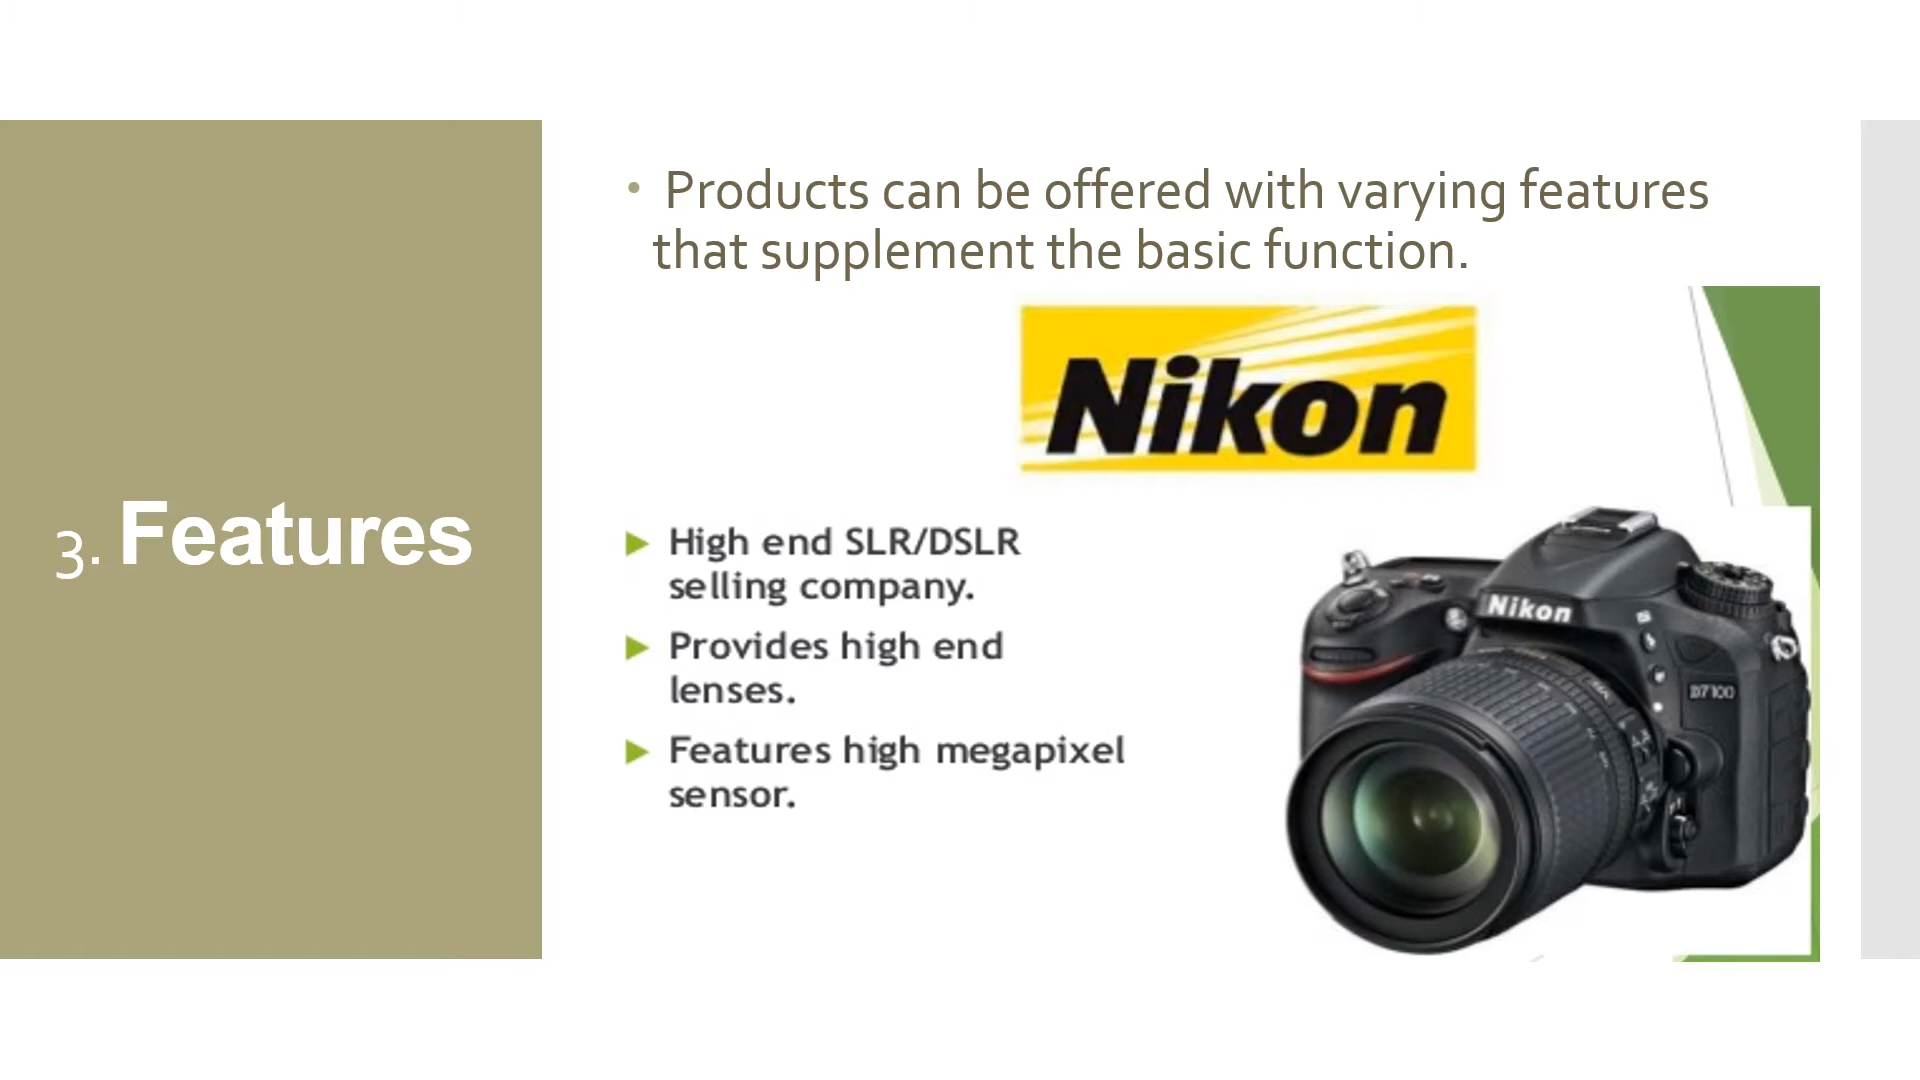 3. Features
• Products can be offered with varying features
that supplement the basic function.
Nikon
► High end SLR/DSLR
selling company.
► Provides high end
lenses.
► Features high megapixel
sensor.
Nikon
D7100